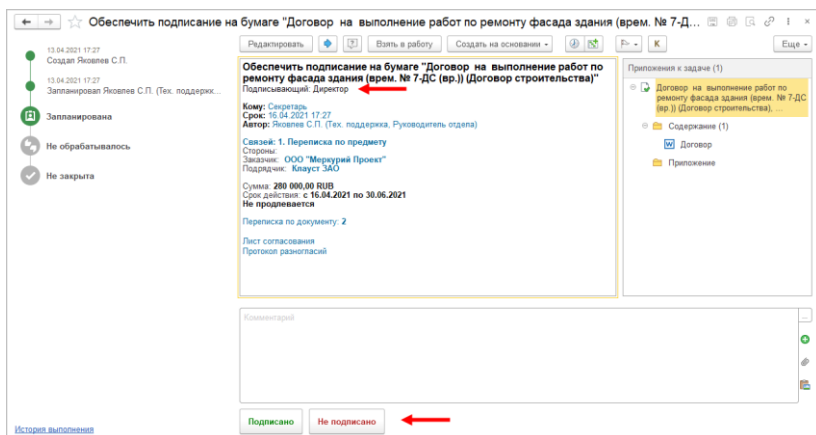 Обеспечить подписание на бумаге "Договор на выполнение работ по ремонту фасада здания (врем. № 7-Д...
13.04.2021 17:27
Создал Яковлев С.П.
13.04.2021 17:27
Запланировал Яковлев С.П. (Тех. поддержк...
Запланирована
Не обрабатывалось
Не закрыта
История выполнения
Редактировать
Взять в работу
Создать на основании
К
Еще
Обеспечить подписание на бумаге "Договор на выполнение работ по
ремонту фасада здания (врем. № 7-ДС (вр.)) (Договор строительства)"
Подписывающий: Директор
Кому: Секретарь
Срок: 16.04.2021 17:27
Автор: Яковлев С.П. (Тех. поддержка, Руководитель отдела)
Связей: 1. Переписка по предмету
Стороны:
Заказчик: ООО "Меркурий Проект"
Подрядчик: Клауст ЗАО
Сумма: 280 000,00 RUB
Срок действия: с 16.04.2021 по 30.06.2021
Не продлевается
Переписка по документу: 2
Лист согласования
Протокол разногласий
Приложения к задаче (1)
Договор на выполнение работ по
ремонту фасада здания (врем. № 7-ДС
(вр.)) (Договор строительства), ...
Содержание (1)
Договор
Приложение
Комментарий
...
Подписано
Не подписано